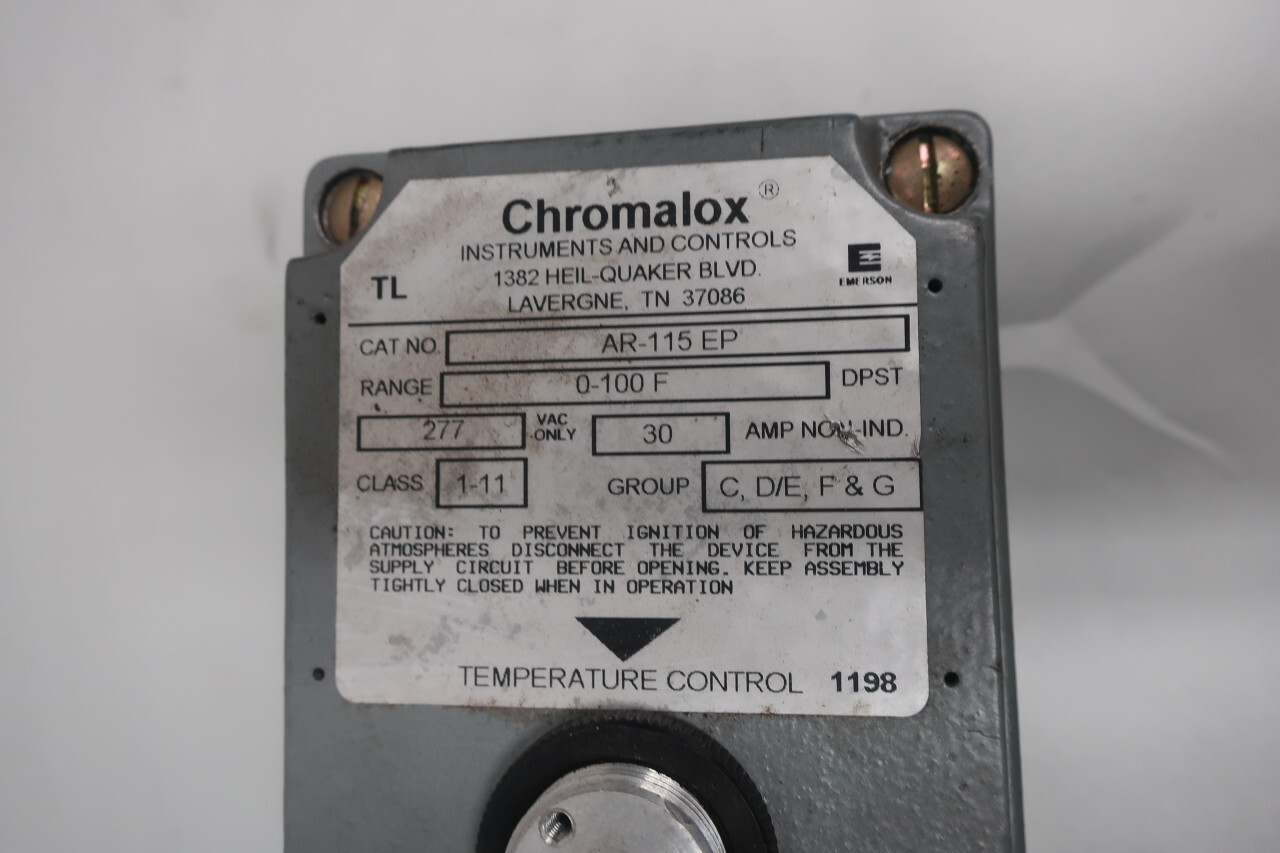 Chromalox ®
INSTRUMENTS AND CONTROLS
1382 HEIL-QUAKER BLVD.
LAVERGNE, TN 37086
TL
EMERSON
CAT NO. AR-115 EP
RANGE 0-100 F DPST
277 VAC ONLY 30 AMP NON-IND.
CLASS 1-11 GROUP C, D/E, F & G
CAUTION: TO PREVENT IGNITION OF HAZARDOUS
ATMOSPHERES DISCONNECT THE DEVICE FROM THE
SUPPLY CIRCUIT BEFORE OPENING. KEEP ASSEMBLY
TIGHTLY CLOSED WHEN IN OPERATION
TEMPERATURE CONTROL 1198